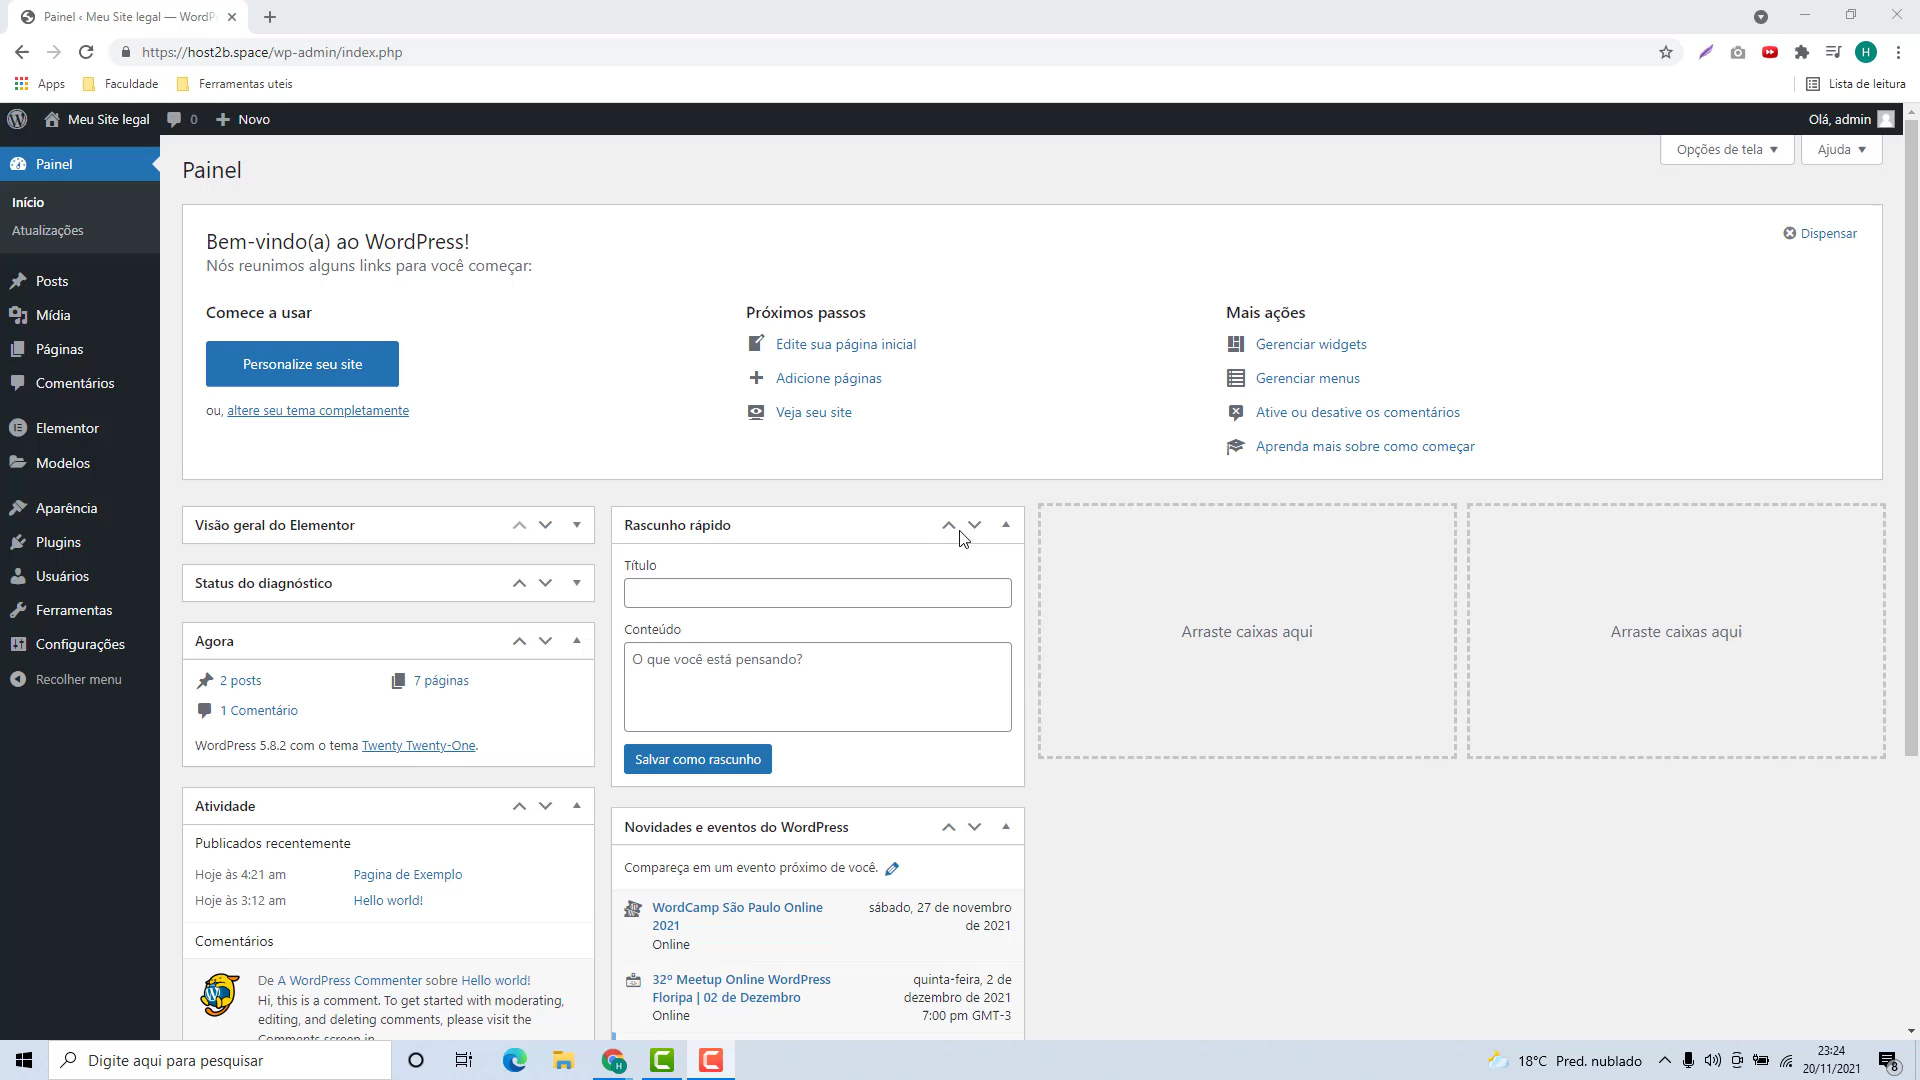 Painel ‹ Meu Site legal — WordP
https://host2b.space/wp-admin/index.php
Apps
Faculdade
Ferramentas uteis
Lista de leitura
H
Meu Site legal
0
Novo
Olá, admin
Painel
Início
Atualizações
Posts
Mídia
Páginas
Comentários
Elementor
Modelos
Aparência
Plugins
Usuários
Ferramentas
Configurações
Recolher menu
Opções de tela
Ajuda
Painel
Bem-vindo(a) ao WordPress!
Nós reunimos alguns links para você começar:
Dispensar
Comece a usar
Personalize seu site
ou, altere seu tema completamente
Próximos passos
Edite sua página inicial
Adicione páginas
Veja seu site
Mais ações
Gerenciar widgets
Gerenciar menus
Ative ou desative os comentários
Aprenda mais sobre como começar
Visão geral do Elementor
Status do diagnóstico
Agora
2 posts
7 páginas
1 Comentário
WordPress 5.8.2 com o tema Twenty Twenty-One.
Atividade
Publicados recentemente
Hoje às 4:21 am
Pagina de Exemplo
Hoje às 3:12 am
Hello world!
Comentários
De A WordPress Commenter sobre Hello world!
Hi, this is a comment. To get started with moderating,
editing, and deleting comments, please visit the
Comments screen in
Rascunho rápido
Título
Conteúdo
O que você está pensando?
Salvar como rascunho
Novidades e eventos do WordPress
Compareça em um evento próximo de você.
WordCamp São Paulo Online
2021
Online
sábado, 27 de novembro
de 2021
32º Meetup Online WordPress
Floripa | 02 de Dezembro
Online
quinta-feira, 2 de
dezembro de 2021
7:00 pm GMT-3
Arraste caixas aqui
Arraste caixas aqui
Digite aqui para pesquisar
18°C Pred. nublado
23:24
20/11/2021
8